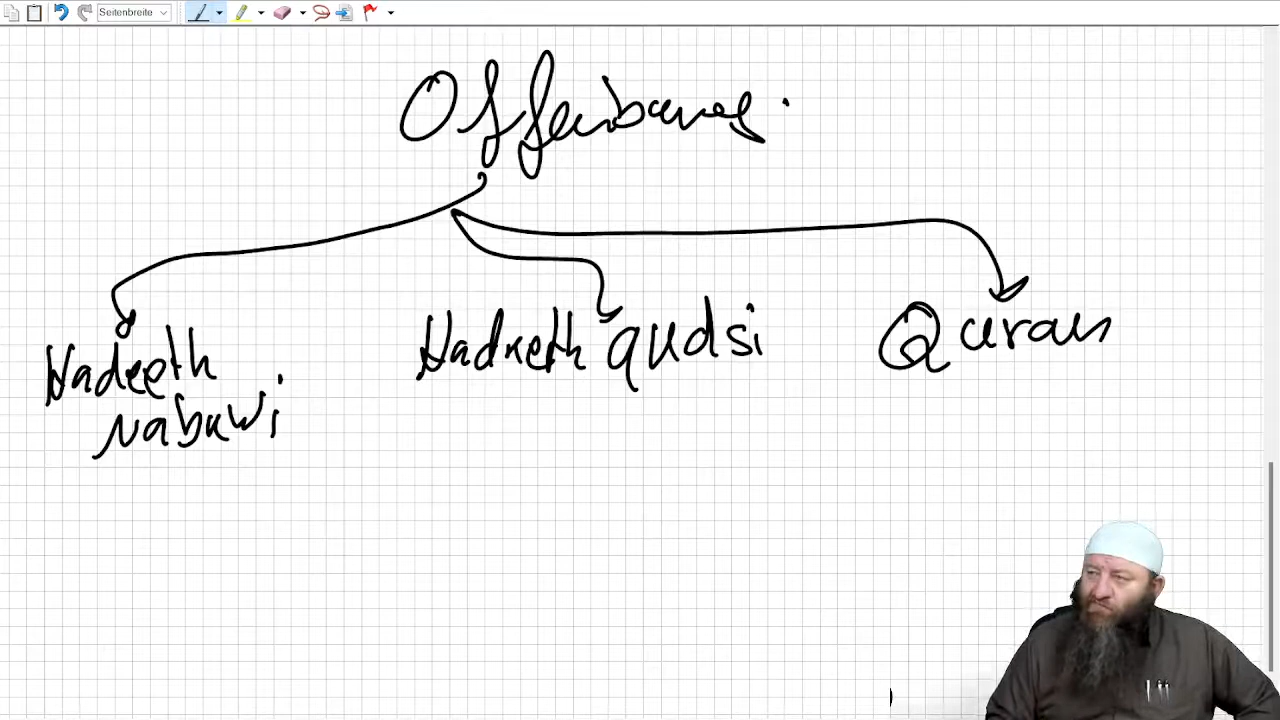 Seitenbreite
Offenbarung.
Hadeeth qudsi
Quran
Hadeeth
Nabawi